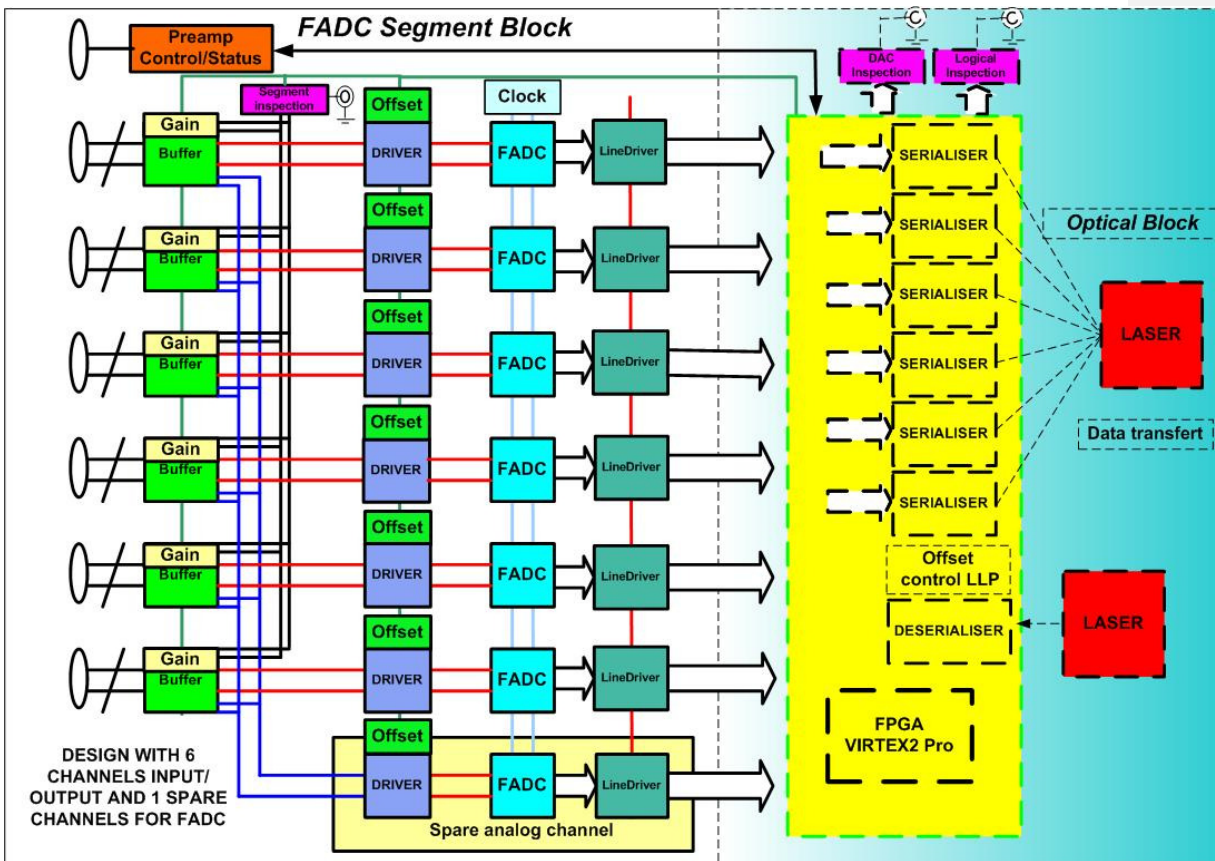 Preamp
Control/Status
FADC Segment Block
C
C
DAC
Inspection
Logical
Inspection
Segment
inspection
Offset
Clock
Gain
Buffer
DRIVER
FADC
LineDriver
SERIALISER
Offset
Gain
Buffer
DRIVER
FADC
LineDriver
SERIALISER
Optical Block
Offset
Gain
Buffer
DRIVER
FADC
LineDriver
SERIALISER
LASER
SERIALISER
Offset
Gain
Buffer
DRIVER
FADC
LineDriver
SERIALISER
Data transfert
SERIALISER
Offset
Gain
Buffer
DRIVER
FADC
LineDriver
Offset
control LLP
DESERIALISER
LASER
Offset
Gain
Buffer
DRIVER
FADC
LineDriver
FPGA
VIRTEX2 Pro
Offset
DRIVER
FADC
LineDriver
Spare analog channel
DESIGN WITH 6
CHANNELS INPUT/
OUTPUT AND 1 SPARE
CHANNELS FOR FADC